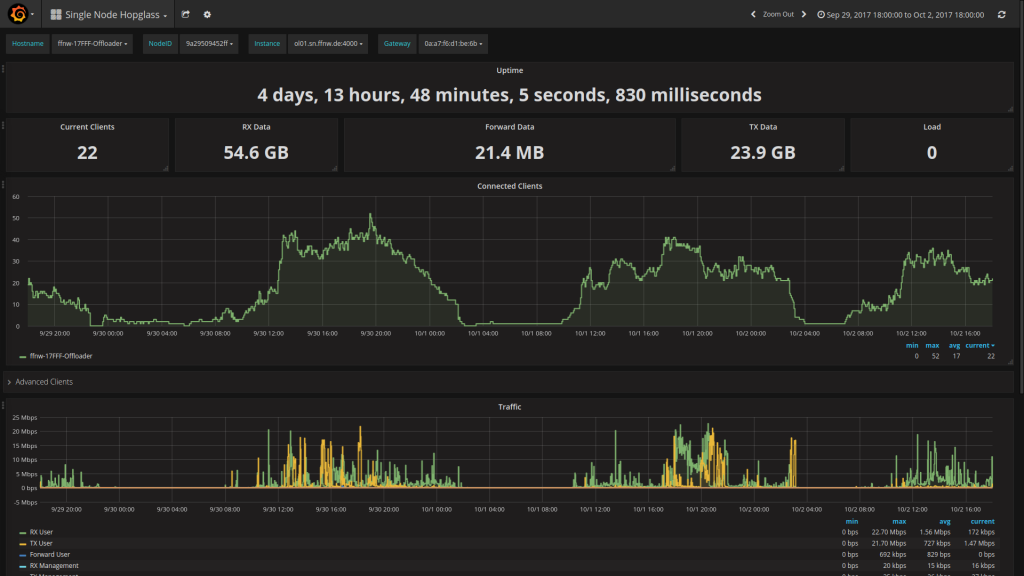 Single Node Hopglass
Zoom Out
Sep 29, 2017 18:00:00 to Oct 2, 2017 18:00:00
Hostname ffnw-17FFF-Offloader NodeID 9a29509452ff Instance ol01.sn.ffnw.de:4000 Gateway 0a:a7:f6:d1:be:6b
Uptime
4 days, 13 hours, 48 minutes, 5 seconds, 830 milliseconds
Current Clients RX Data Forward Data TX Data Load
22 54.6 GB 21.4 MB 23.9 GB 0
Connected Clients
60
50
40
30
20
10
0
9/29 20:00 9/30 00:00 9/30 04:00 9/30 08:00 9/30 12:00 9/30 16:00 9/30 20:00 10/1 00:00 10/1 04:00 10/1 08:00 10/1 12:00 10/1 16:00 10/1 20:00 10/2 00:00 10/2 04:00 10/2 08:00 10/2 12:00 10/2 16:00
min max avg current
ffnw-17FFF-Offloader 0 52 17 22
Advanced Clients
Traffic
25 Mbps
20 Mbps
15 Mbps
10 Mbps
5 Mbps
0 bps
-5 Mbps
9/29 20:00 9/30 00:00 9/30 04:00 9/30 08:00 9/30 12:00 9/30 16:00 9/30 20:00 10/1 00:00 10/1 04:00 10/1 08:00 10/1 12:00 10/1 16:00 10/1 20:00 10/2 00:00 10/2 04:00 10/2 08:00 10/2 12:00 10/2 16:00
min max avg current
RX User 0 bps 22.70 Mbps 1.56 Mbps 172 kbps
TX User 0 bps 21.70 Mbps 727 kbps 1.47 Mbps
Forward User 0 bps 692 kbps 829 bps 0 bps
RX Management 0 bps 20 kbps 15 kbps 16 kbps